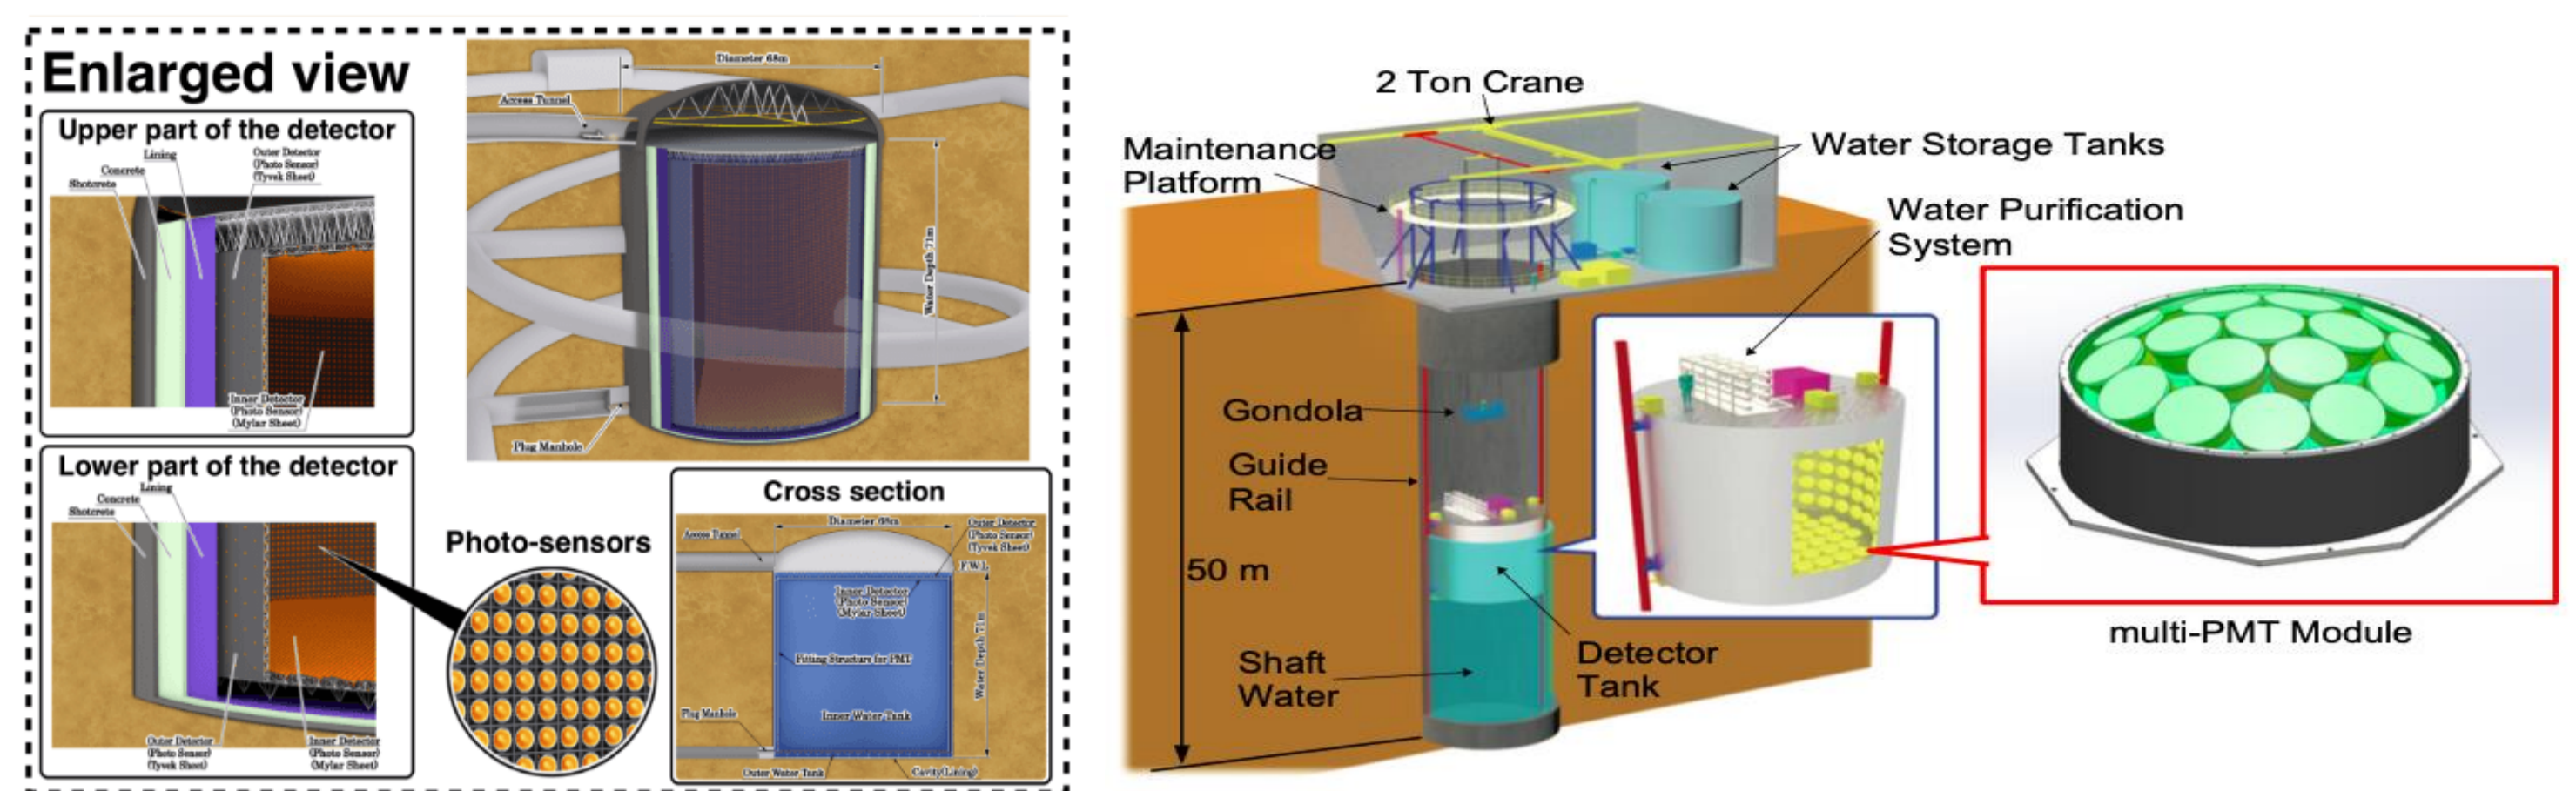 Enlarged view
Upper part of the detector
Lining
Concrete
Shotcrete
Outer Detector
(Photo Sensor)
(Tyvek Sheet)
Inner Detector
(Photo Sensor)
(Mylar Sheet)
Lower part of the detector
Lining
Concrete
Shotcrete
Outer Detector
(Photo Sensor)
(Tyvek Sheet)
Inner Detector
(Photo Sensor)
(Mylar Sheet)
Diameter 68m
Access Tunnel
Water Depth 71m
Plug Manhole
Photo-sensors
Cross section
Diameter 68m
Access Tunnel
Outer Detector
(Photo Sensor)
(Tyvek Sheet)
F.W.L
Inner Detector
(Photo Sensor)
(Mylar Sheet)
Water Depth 71m
Fitting Structure for PMT
Plug Manhole
Inner Water Tank
Outer Water Tank
Cavity(Lining)
2 Ton Crane
Maintenance
Platform
Water Storage Tanks
Water Purification
System
Gondola
Guide
Rail
50 m
Shaft
Water
Detector
Tank
multi-PMT Module